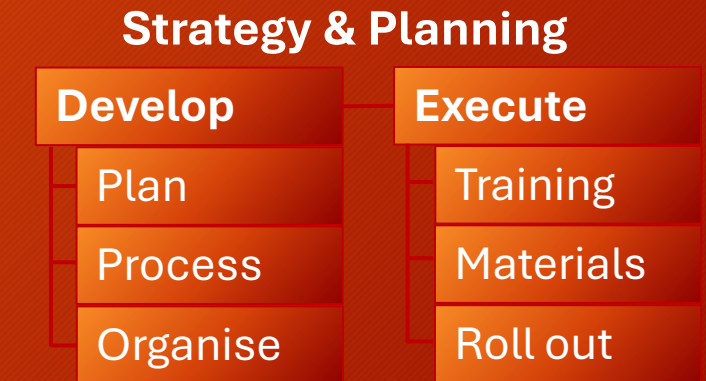 Strategy & Planning
Develop
Plan
Process
Organise
Execute
Training
Materials
Roll out